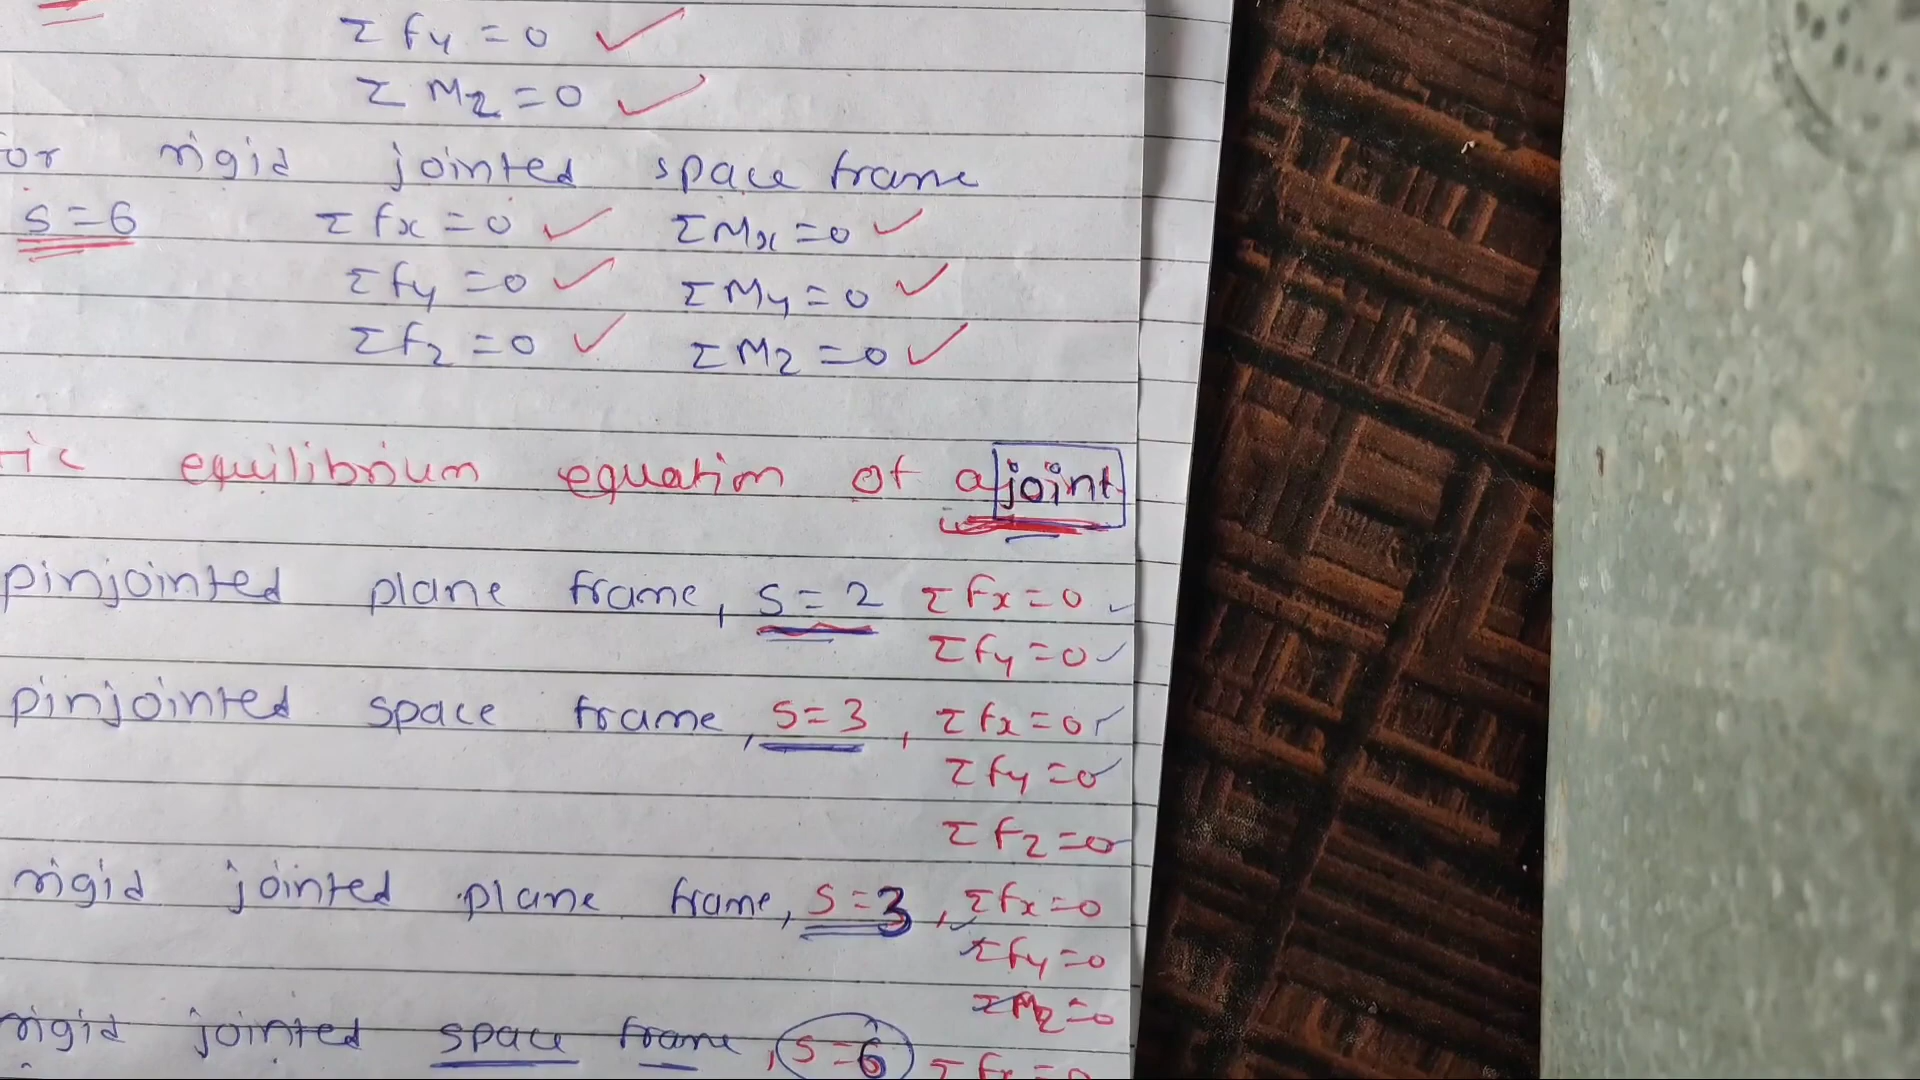 Σ fy = 0 ✓
Σ Mz = 0 ✓
or rigid jointed space frame
s = 6 Σ fx = 0 ✓ Σ Mx = 0 ✓
Σ fy = 0 ✓ Σ My = 0 ✓
Σ fz = 0 ✓ Σ Mz = 0 ✓
tic equilibrium equation of a joint
pinjointed plane frame, s = 2 Σ fx = 0 ✓
Σ fy = 0 ✓
pinjointed space frame, s = 3, Σ fx = 0 ✓
Σ fy = 0 ✓
Σ fz = 0
rigid jointed plane frame, s = 3, Σ fx = 0
Σ fy = 0
Σ Mz = 0
rigid jointed space frame, s = 6 Σ fx = 0